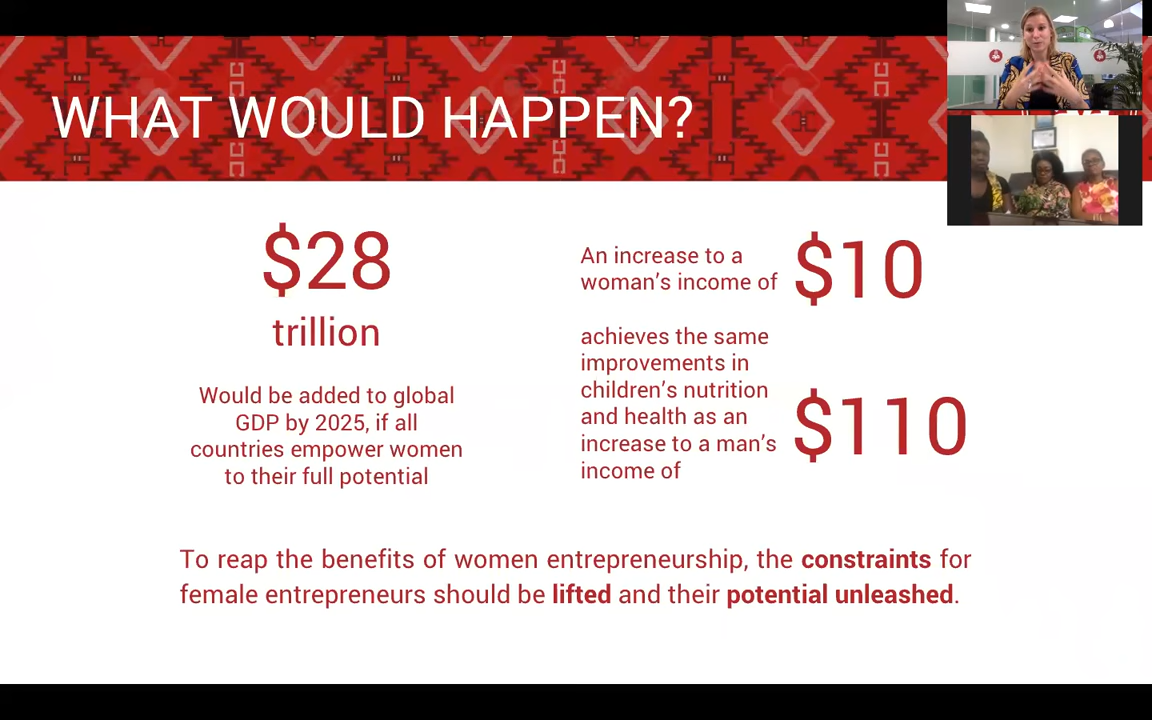 WHAT WOULD HAPPEN?
$28
trillion
Would be added to global
GDP by 2025, if all
countries empower women
to their full potential
An increase to a
woman's income of
$10
achieves the same
improvements in
children's nutrition
and health as an
increase to a man's
income of
$110
To reap the benefits of women entrepreneurship, the constraints for
female entrepreneurs should be lifted and their potential unleashed.